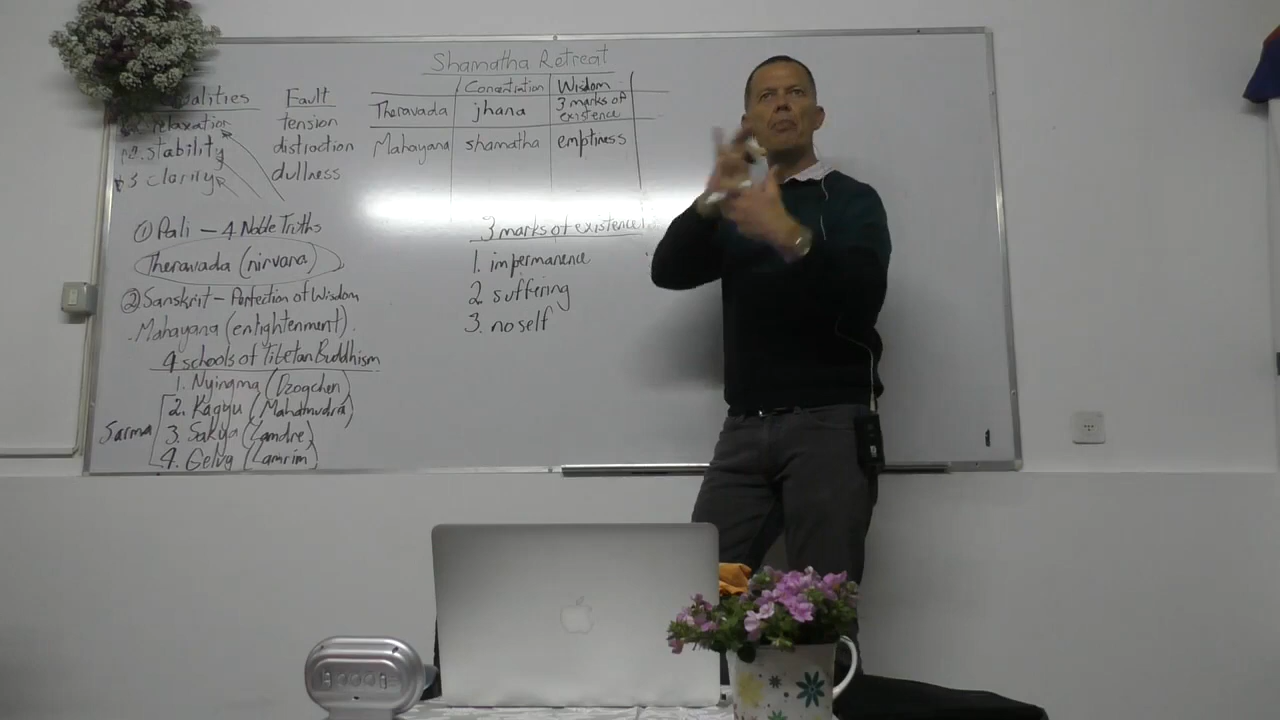 Shamatha Retreat
Concentration Wisdom
Theravada jhana 3 marks of existence
Mahayana shamatha emptiness
Fault
relaxation tension
2. stability distraction
3 clarity dullness
① Pali — 4 Noble Truths
Theravada (nirvana)
② Sanskrit — Perfection of Wisdom
Mahayana (enlightenment).
4 schools of Tibetan Buddhism
1. Nyingma (Dzogchen)
2. Kagyu (Mahamudra)
3. Sakya (Lamdre)
4. Gelug (Lamrim)
Sarma
3 marks of existence
1. impermanence
2. suffering
3. no self